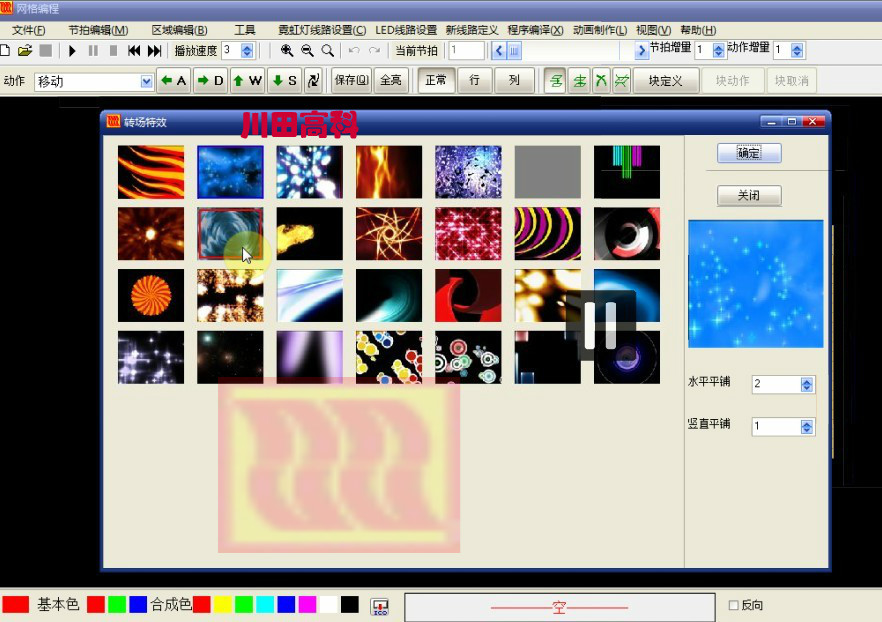 网格编程
文件(F) 节拍编辑(M) 区域编辑(B) 工具 霓虹灯线路设置(C) LED线路设置 新线路定义 程序编译(X) 动画制作(L) 视图(V) 帮助(H)
播放速度 3 当前节拍 1 节拍增量 1 动作增量 1
动作 移动 A D W S 保存(Q) 全亮 正常 行 列 块定义 块动作 块取消
转场特效
川田高科
确定
关闭
水平平铺 2
竖直平铺 1
基本色 合成色 ICO 空 反向